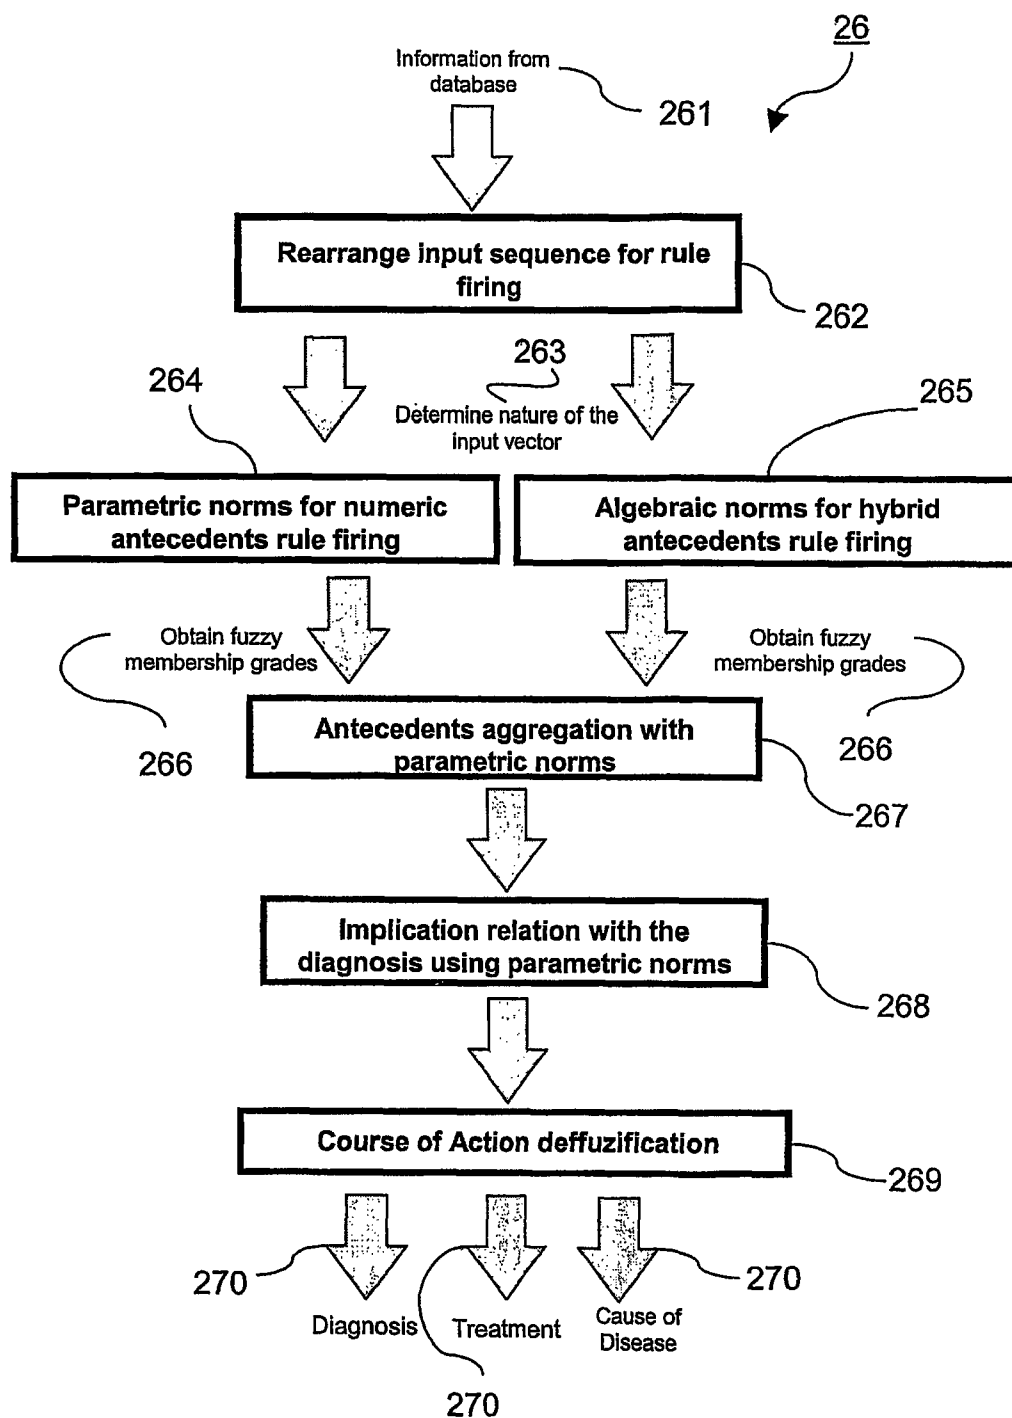 26
Information from
database
261
Rearrange input sequence for rule
firing
262
263
264
265
Determine nature of the
input vector
Parametric norms for numeric
antecedents rule firing
Algebraic norms for hybrid
antecedents rule firing
Obtain fuzzy
membership grades
Obtain fuzzy
membership grades
266
266
Antecedents aggregation with
parametric norms
267
Implication relation with the
diagnosis using parametric norms
268
Course of Action deffuzification
269
270
270
Diagnosis
Treatment
Cause of
Disease
270